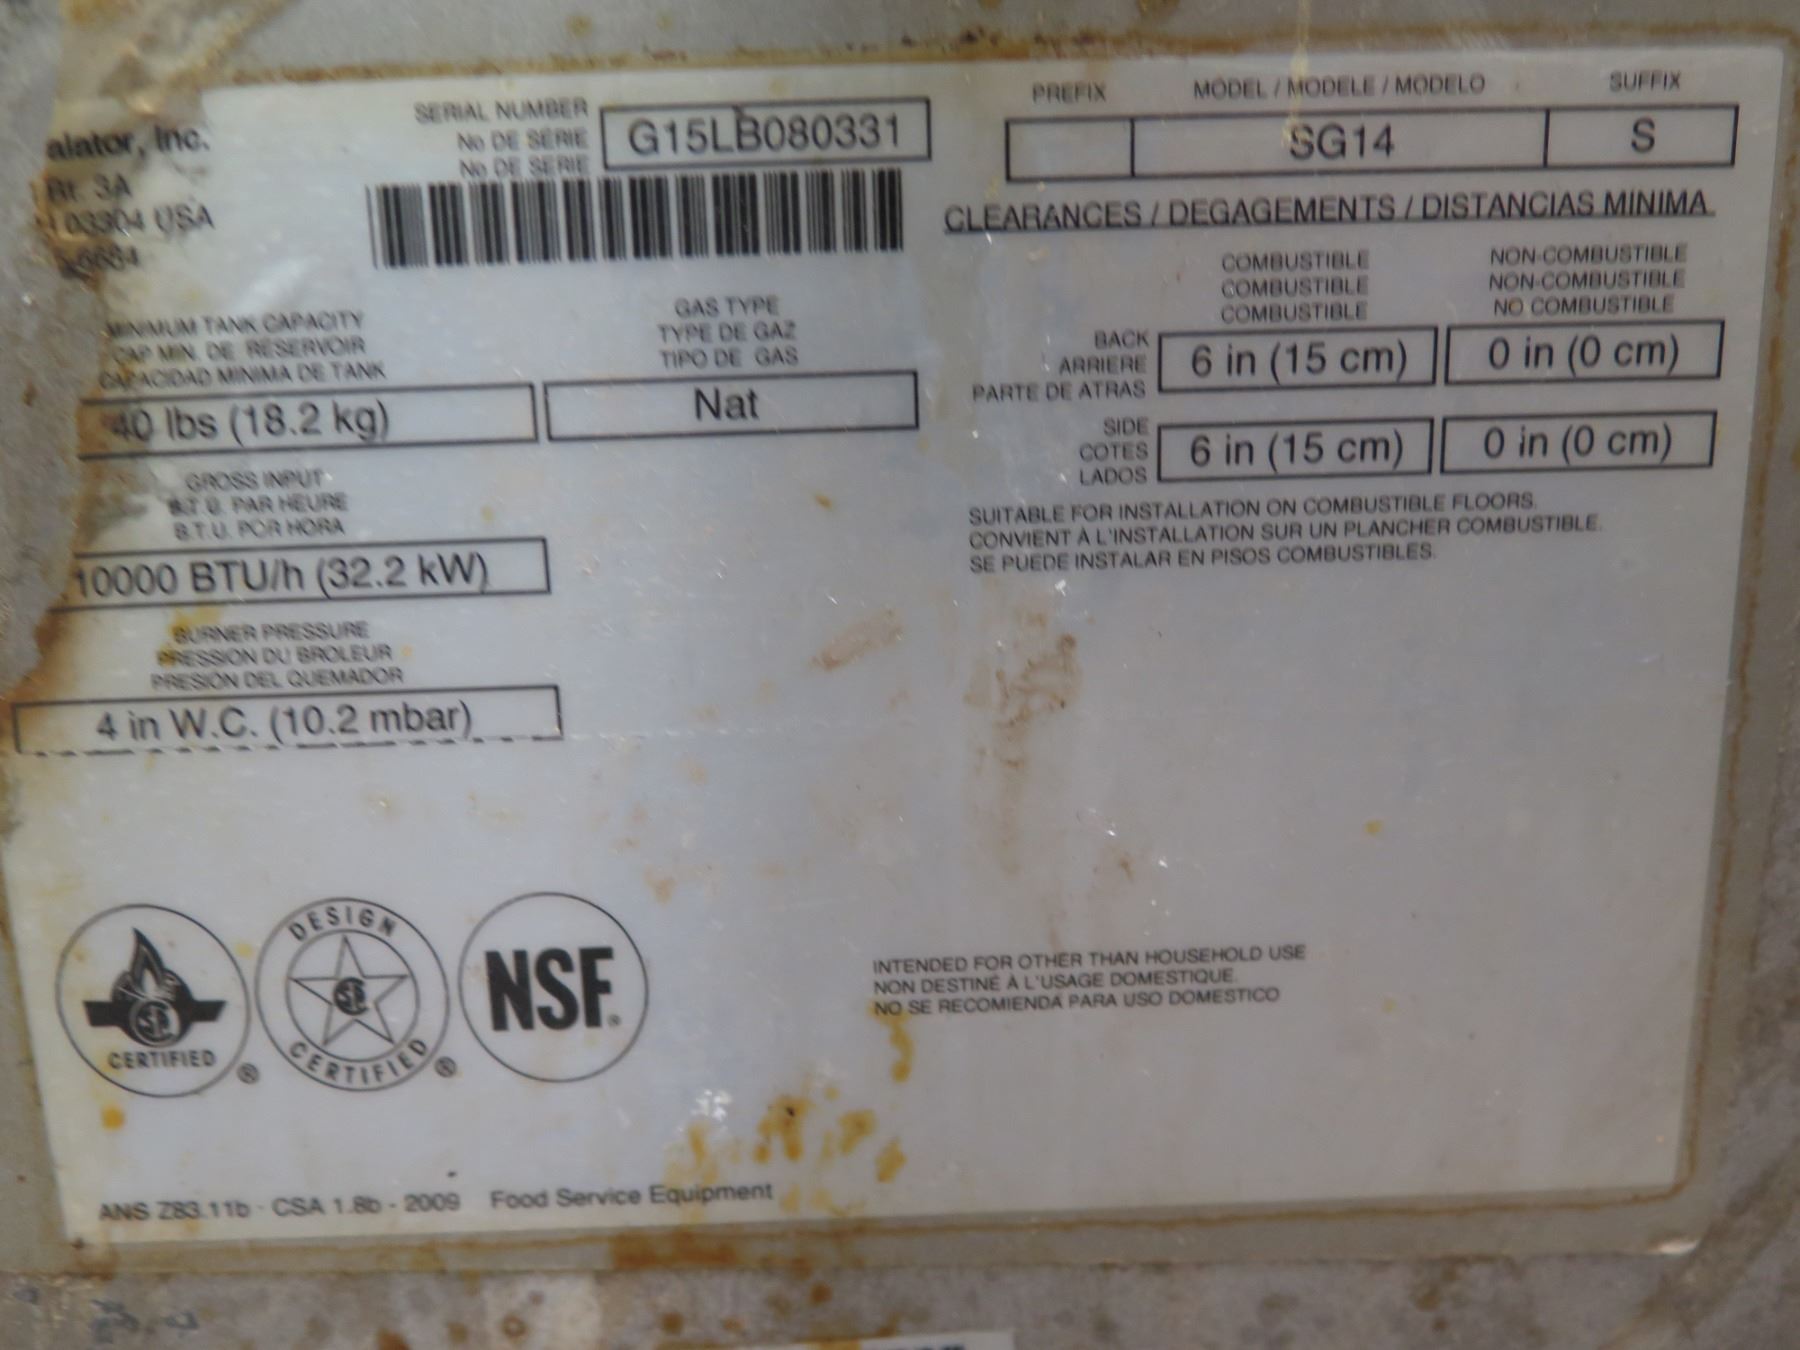 alator, Inc.
Rt. 3A
03304 USA
SERIAL NUMBER
No DE SERIE
No DE SERIE
G15LB080331
PREFIX
MODEL / MODELE / MODELO
SUFFIX
SG14
S
MINIMUM TANK CAPACITY
CAP MIN. DE RESERVOIR
CAPACIDAD MINIMA DE TANK
40 lbs (18.2 kg)
GAS TYPE
TYPE DE GAZ
TIPO DE GAS
Nat
GROSS INPUT
B.T.U. PAR HEURE
B.T.U. POR HORA
10000 BTU/h (32.2 kW)
BURNER PRESSURE
PRESSION DU BROLEUR
PRESION DEL QUEMADOR
4 in W.C. (10.2 mbar)
CLEARANCES / DEGAGEMENTS / DISTANCIAS MINIMA
COMBUSTIBLE
COMBUSTIBLE
COMBUSTIBLE
NON-COMBUSTIBLE
NON-COMBUSTIBLE
NO COMBUSTIBLE
BACK
ARRIERE
PARTE DE ATRAS
6 in (15 cm)
0 in (0 cm)
SIDE
COTES
LADOS
6 in (15 cm)
0 in (0 cm)
SUITABLE FOR INSTALLATION ON COMBUSTIBLE FLOORS.
CONVIENT À L'INSTALLATION SUR UN PLANCHER COMBUSTIBLE.
SE PUEDE INSTALAR EN PISOS COMBUSTIBLES.
CERTIFIED ®
DESIGN
CERTIFIED ®
NSF®
INTENDED FOR OTHER THAN HOUSEHOLD USE
NON DESTINÉ À L'USAGE DOMESTIQUE.
NO SE RECOMIENDA PARA USO DOMESTICO
ANS Z83.11b · CSA 1.8b - 2009 Food Service Equipment